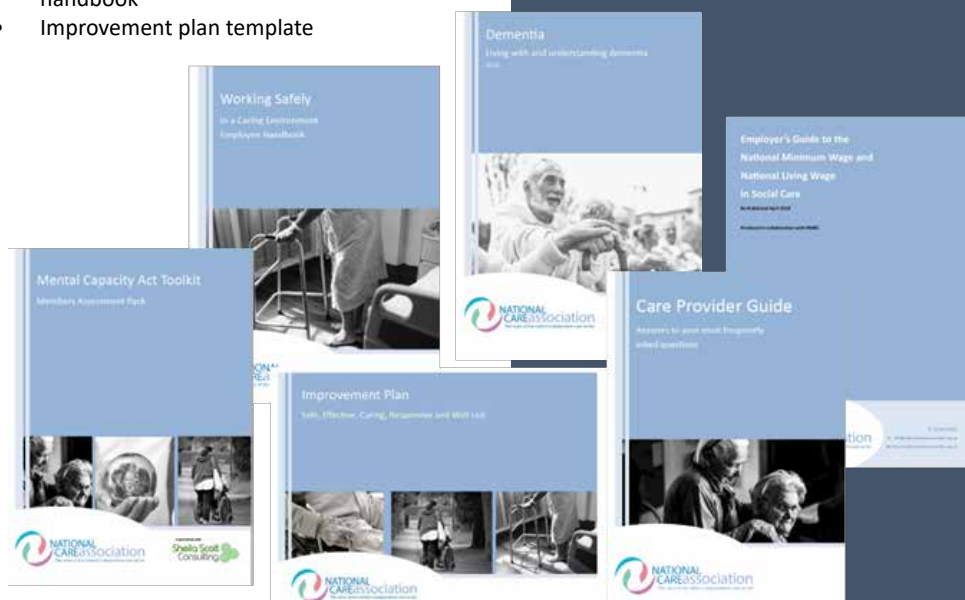 handbook
• Improvement plan template
Dementia
Living with and understanding dementia
Working Safely
in a Caring Environment
Employee Handbook
Employer's Guide to the
National Minimum Wage and
National Living Wage
in Social Care
Mental Capacity Act Toolkit
Members Assessment Pack
NATIONAL
CAREASSOCIATION
Care Provider Guide
Answers to your most frequently
asked questions
Improvement Plan
Safe, Effective, Caring, Responsive and Well-Led
NATIONAL
CAREASSOCIATION
Sheila Scott
Consulting
NATIONAL
CAREASSOCIATION
NATIONAL
CAREASSOCIATION